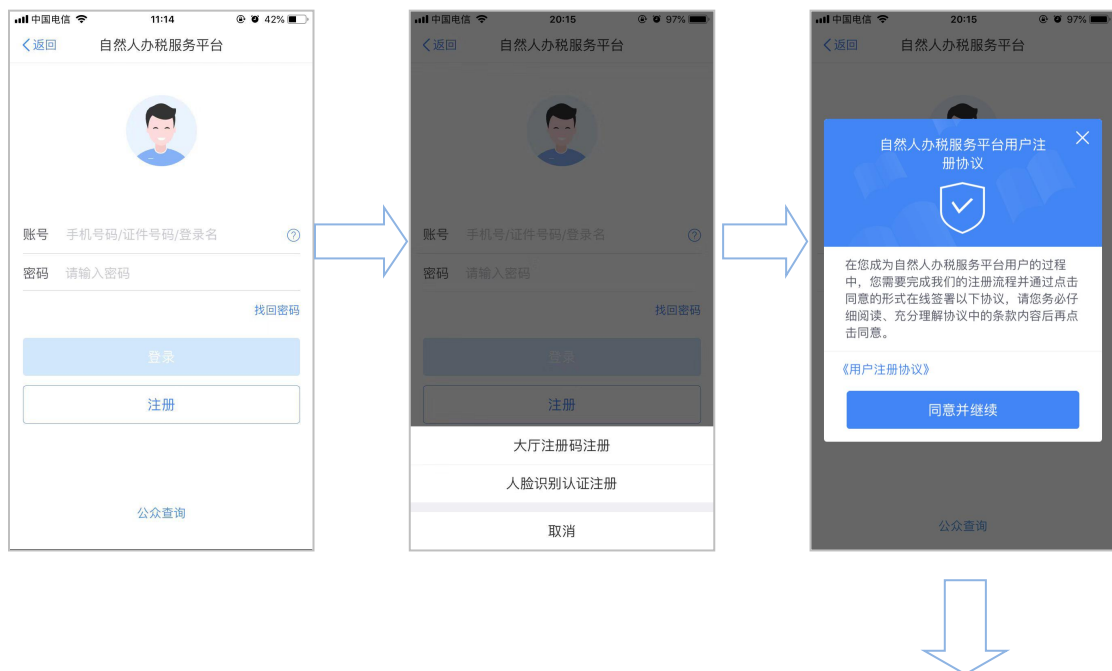 中国电信 11:14 42%
返回 自然人办税服务平台
账号 手机号码/证件号码/登录名
密码 请输入密码
找回密码
登录
注册
公众查询
中国电信 20:15 97%
返回 自然人办税服务平台
账号 手机号/证件号码/登录名
密码 请输入密码
找回密码
登录
注册
大厅注册码注册
人脸识别认证注册
取消
中国电信 20:15 97%
返回 自然人办税服务平台
自然人办税服务平台用户注
册协议
在您成为自然人办税服务平台用户的过程
中，您需要完成我们的注册流程并通过点击
同意的形式在线签署以下协议，请您务必仔
细阅读、充分理解协议中的条款内容后再点
击同意。
《用户注册协议》
同意并继续
公众查询